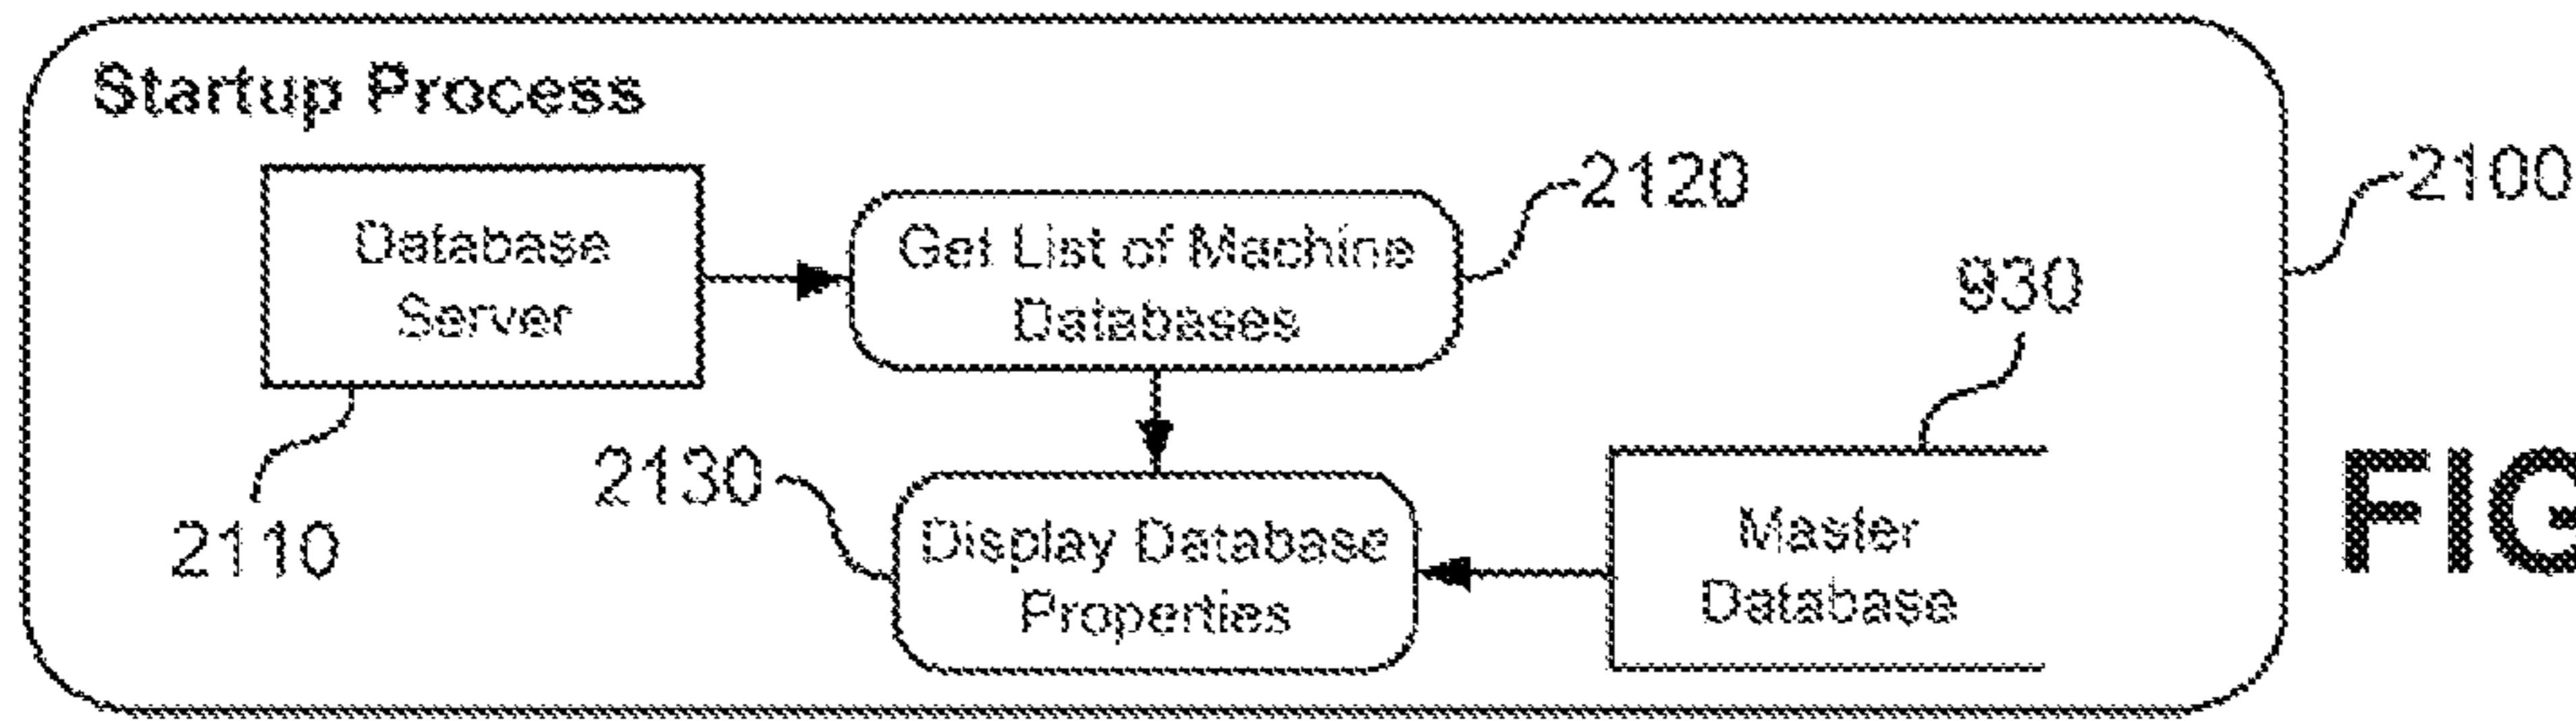 Startup Process
2120
2100
Database
Server
Get List of Machine
Databases
930
2110
2130
Display Database
Properties
Master
Database
FIG